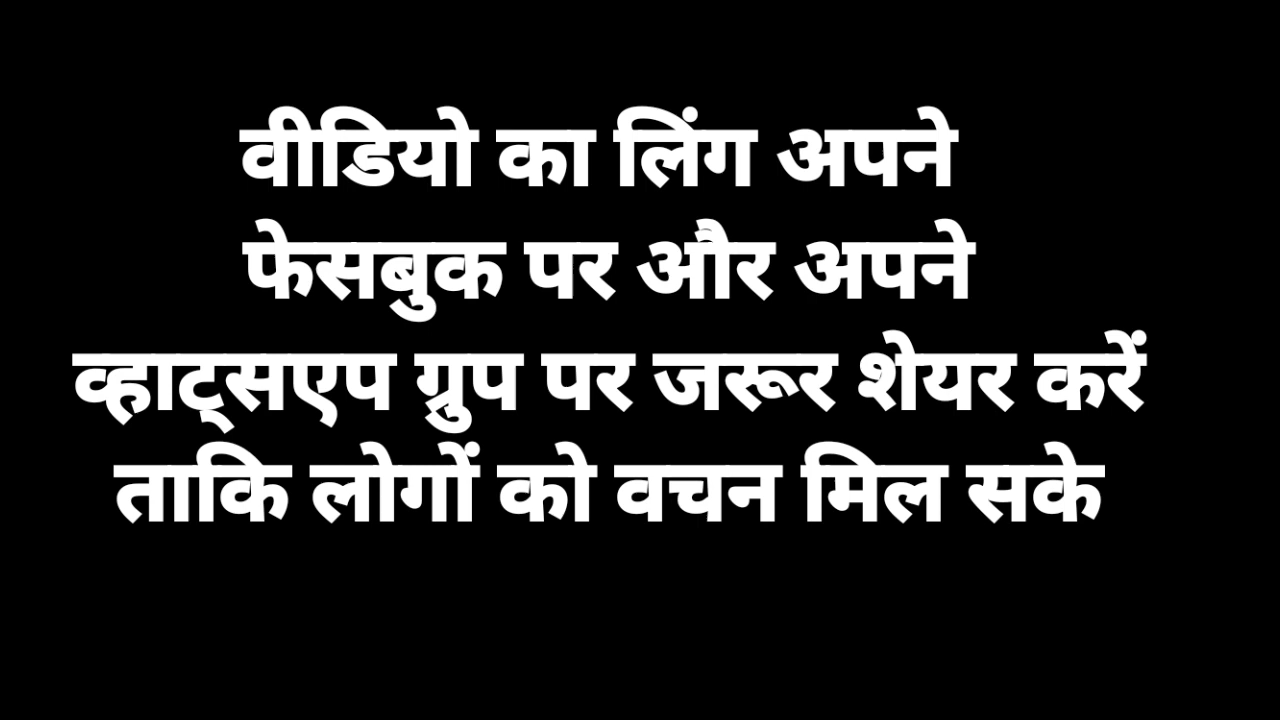 वीडियो का लिंग अपने
फेसबुक पर और अपने
व्हाट्सएप ग्रुप पर जरूर शेयर करें
ताकि लोगों को वचन मिल सके